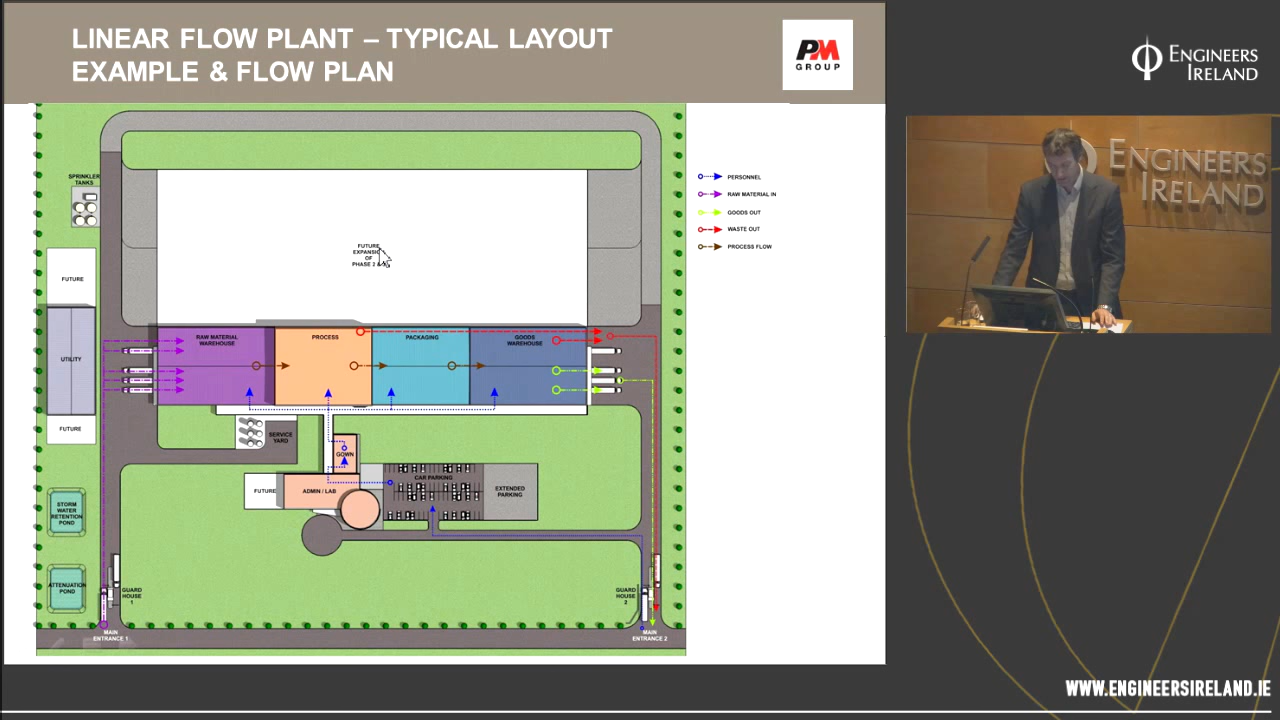 LINEAR FLOW PLANT – TYPICAL LAYOUT
EXAMPLE & FLOW PLAN
PM
GROUP
ENGINEERS
IRELAND
ENGINEERS
IRELAND
SPRINKLER
TANKS
PERSONNEL
RAW MATERIAL IN
GOODS OUT
WASTE OUT
PROCESS FLOW
FUTURE
EXPANSION
OF
PHASE 2 &
FUTURE
RAW MATERIAL
WAREHOUSE
PROCESS
PACKAGING
GOODS
WAREHOUSE
UTILITY
FUTURE
SERVICE
YARD
GOWN
FUTURE
ADMIN / LAB
CAR PARKING
EXTENDED
PARKING
STORM
WATER
RETENTION
POND
ATTENUATION
POND
GUARD
HOUSE
1
GUARD
HOUSE
2
MAIN
ENTRANCE 1
MAIN
ENTRANCE 2
WWW.ENGINEERSIRELAND.IE